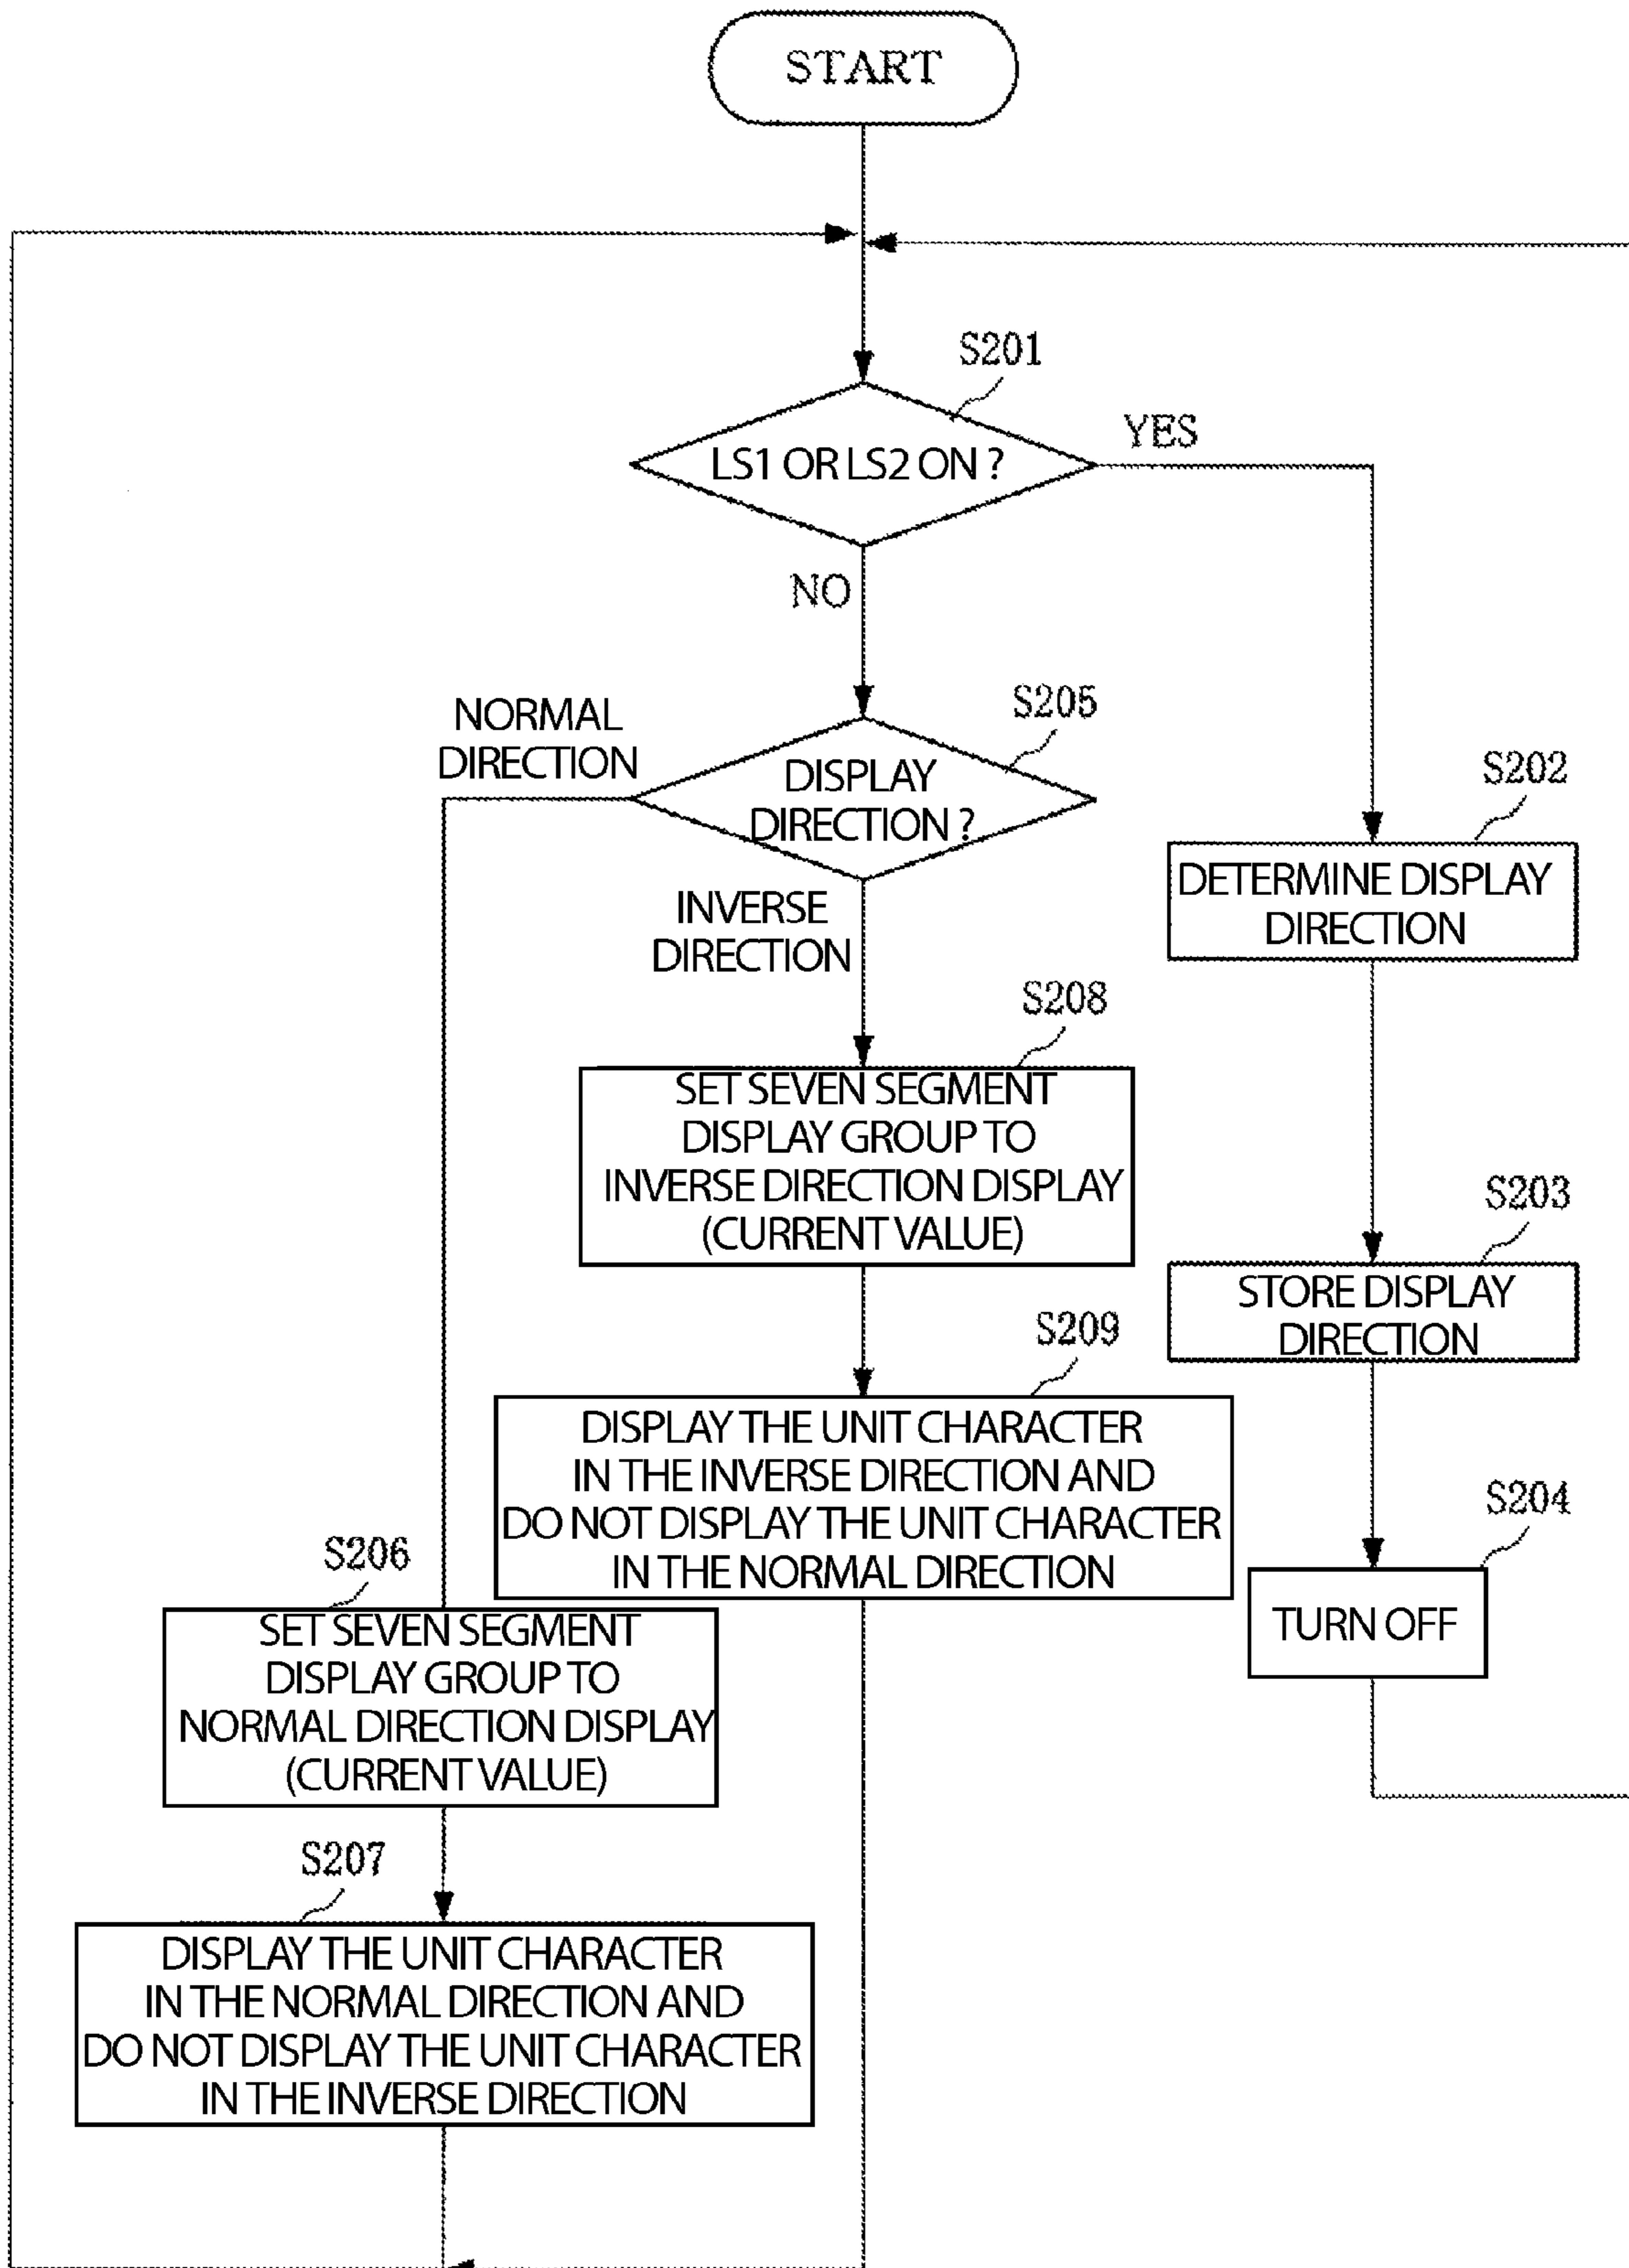 START
S201
LS1 OR LS2 ON ?
YES
NO
S205
NORMAL
DIRECTION
DISPLAY
DIRECTION ?
INVERSE
DIRECTION
S202
DETERMINE DISPLAY
DIRECTION
S208
SET SEVEN SEGMENT
DISPLAY GROUP TO
INVERSE DIRECTION DISPLAY
(CURRENT VALUE)
S203
STORE DISPLAY
DIRECTION
S209
DISPLAY THE UNIT CHARACTER
IN THE INVERSE DIRECTION AND
DO NOT DISPLAY THE UNIT CHARACTER
IN THE NORMAL DIRECTION
S204
TURN OFF
S206
SET SEVEN SEGMENT
DISPLAY GROUP TO
NORMAL DIRECTION DISPLAY
(CURRENT VALUE)
S207
DISPLAY THE UNIT CHARACTER
IN THE NORMAL DIRECTION AND
DO NOT DISPLAY THE UNIT CHARACTER
IN THE INVERSE DIRECTION